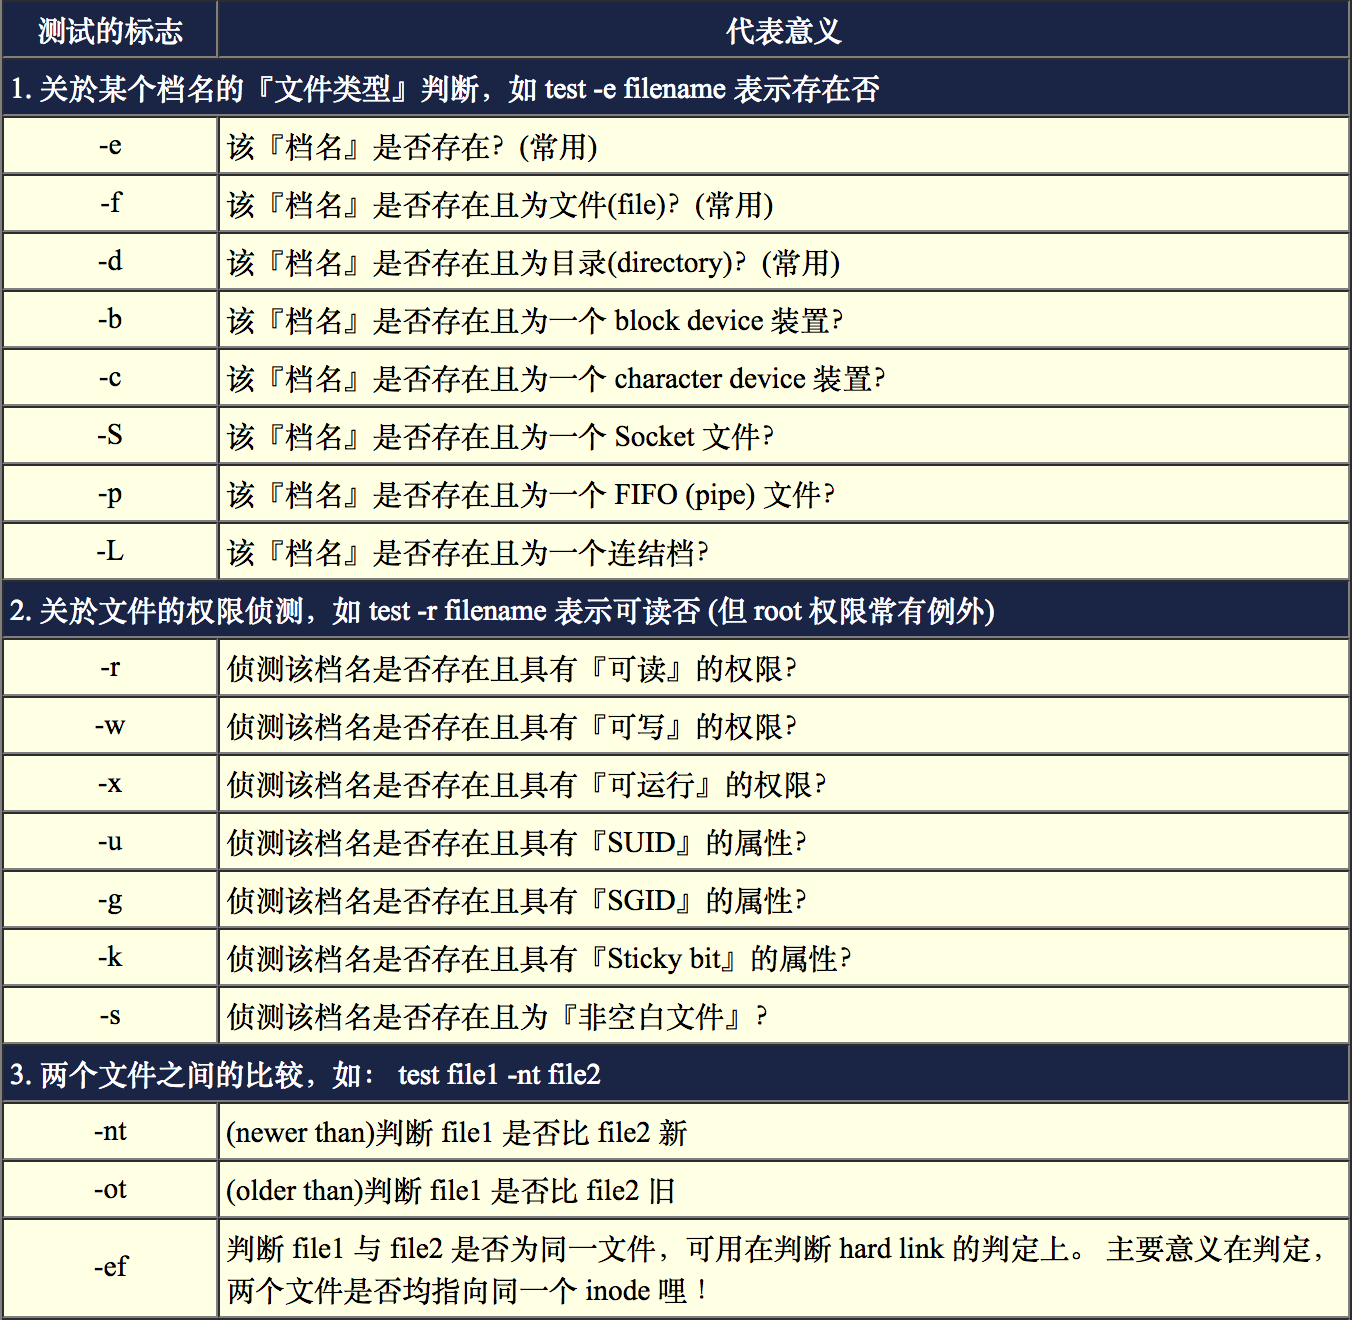 测试的标志 代表意义
1. 关於某个档名的『文件类型』判断，如 test -e filename 表示存在否
-e 该『档名』是否存在？(常用)
-f 该『档名』是否存在且为文件(file)？(常用)
-d 该『档名』是否存在且为目录(directory)？(常用)
-b 该『档名』是否存在且为一个 block device 装置？
-c 该『档名』是否存在且为一个 character device 装置？
-S 该『档名』是否存在且为一个 Socket 文件？
-p 该『档名』是否存在且为一个 FIFO (pipe) 文件？
-L 该『档名』是否存在且为一个连结档？
2. 关於文件的权限侦测，如 test -r filename 表示可读否 (但 root 权限常有例外)
-r 侦测该档名是否存在且具有『可读』的权限？
-w 侦测该档名是否存在且具有『可写』的权限？
-x 侦测该档名是否存在且具有『可运行』的权限？
-u 侦测该档名是否存在且具有『SUID』的属性？
-g 侦测该档名是否存在且具有『SGID』的属性？
-k 侦测该档名是否存在且具有『Sticky bit』的属性？
-s 侦测该档名是否存在且为『非空白文件』？
3. 两个文件之间的比较，如： test file1 -nt file2
-nt (newer than)判断 file1 是否比 file2 新
-ot (older than)判断 file1 是否比 file2 旧
-ef 判断 file1 与 file2 是否为同一文件，可用在判断 hard link 的判定上。 主要意义在判定，
两个文件是否均指向同一个 inode 哩！